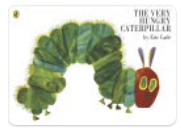 THE VERY
HUNGRY
CATERPILLAR
by Eric Carle